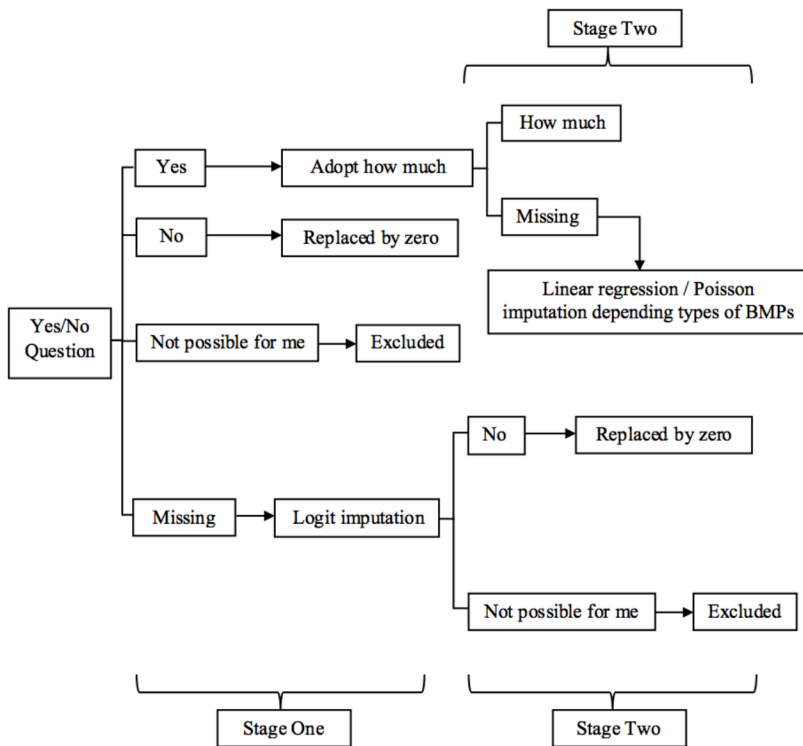 Stage Two
How much
Yes
Adopt how much
Missing
No
Replaced by zero
Linear regression / Poisson
imputation depending types of BMPs
Yes/No
Question
Not possible for me
Excluded
No
Replaced by zero
Missing
Logit imputation
Not possible for me
Excluded
Stage One
Stage Two